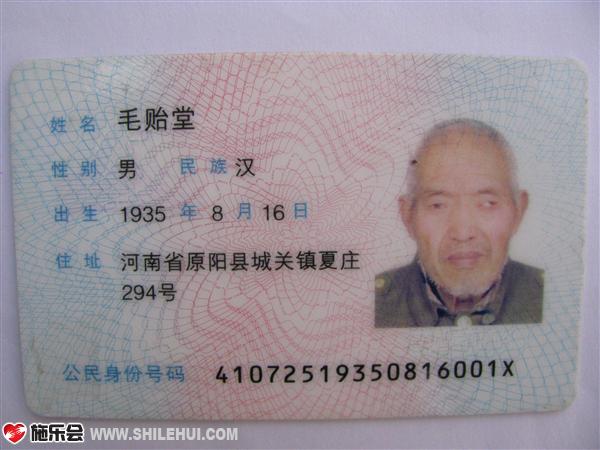 姓名 毛贻堂
性别 男 民族 汉
出生 1935 年 8 月 16 日
住址 河南省原阳县城关镇夏庄
294号
公民身份号码 41072519350816001X
施乐会 WWW.SHILEHUI.COM